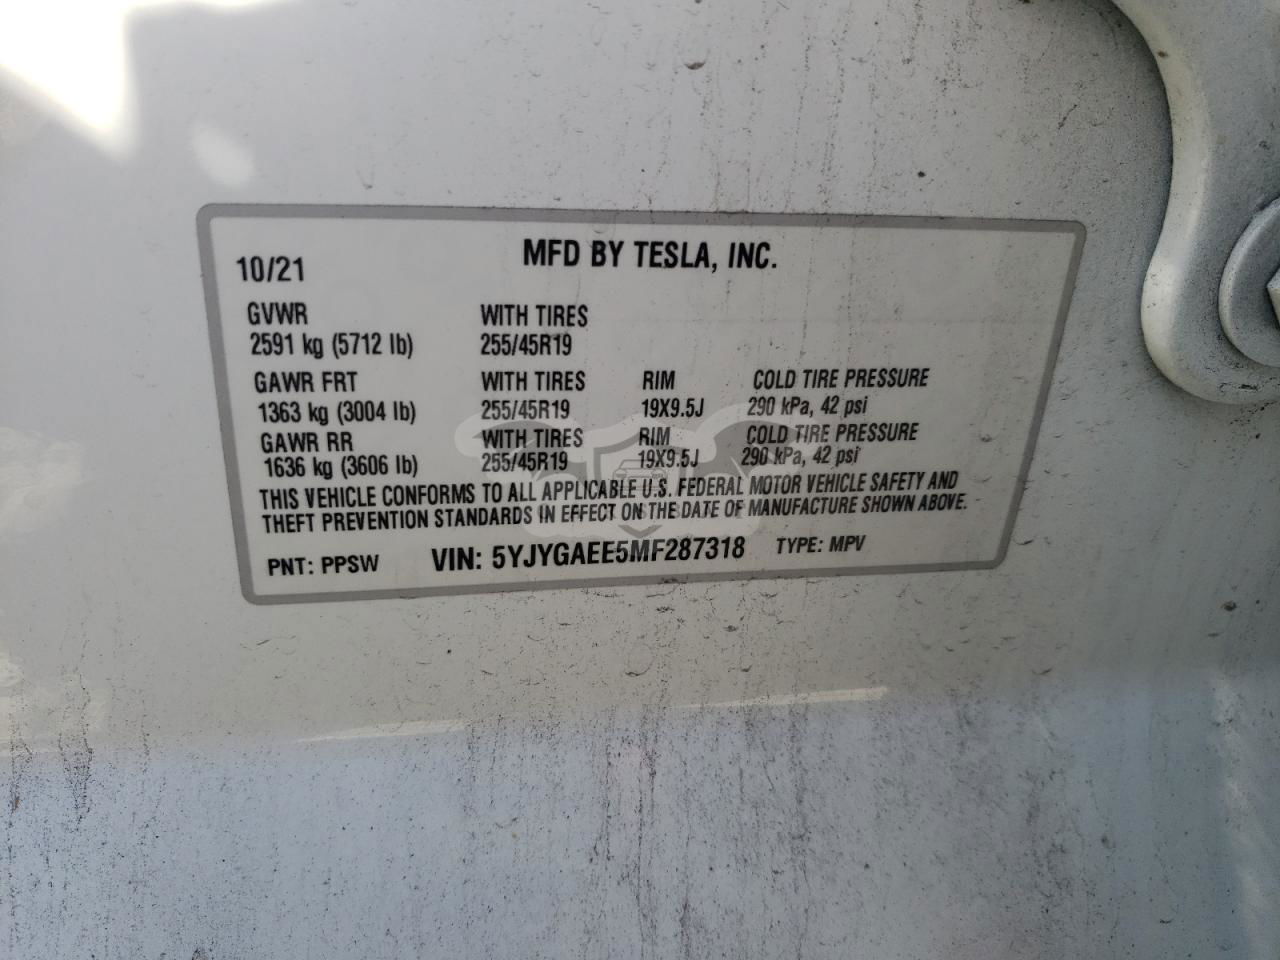 MFD BY TESLA, INC.
10/21
GVWR WITH TIRES
2591 kg (5712 lb) 255/45R19
GAWR FRT WITH TIRES RIM COLD TIRE PRESSURE
1363 kg (3004 lb) 255/45R19 19X9.5J 290 kPa, 42 psi
GAWR RR WITH TIRES RIM COLD TIRE PRESSURE
1636 kg (3606 lb) 255/45R19 19X9.5J 290 kPa, 42 psi
THIS VEHICLE CONFORMS TO ALL APPLICABLE U.S. FEDERAL MOTOR VEHICLE SAFETY AND
THEFT PREVENTION STANDARDS IN EFFECT ON THE DATE OF MANUFACTURE SHOWN ABOVE.
PNT: PPSW VIN: 5YJYGAEE5MF287318 TYPE: MPV